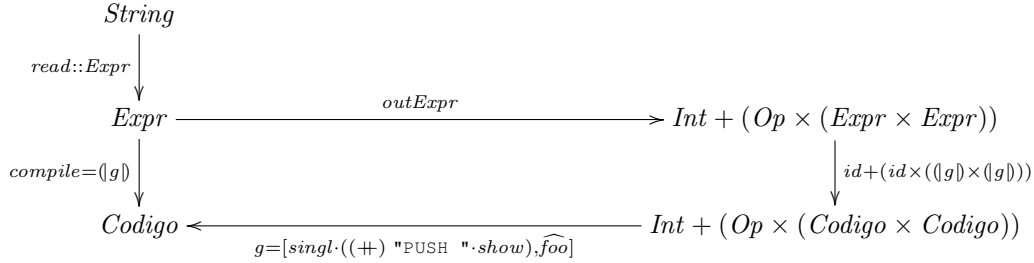 String
read::Expr
Expr outExpr Int + (Op × (Expr × Expr))
compile=⦇g⦈ id+(id×(⦇g⦈×⦇g⦈))
Codigo Int + (Op × (Codigo × Codigo))
g=[singl·((++) "PUSH "·show),\widehat{foo}]